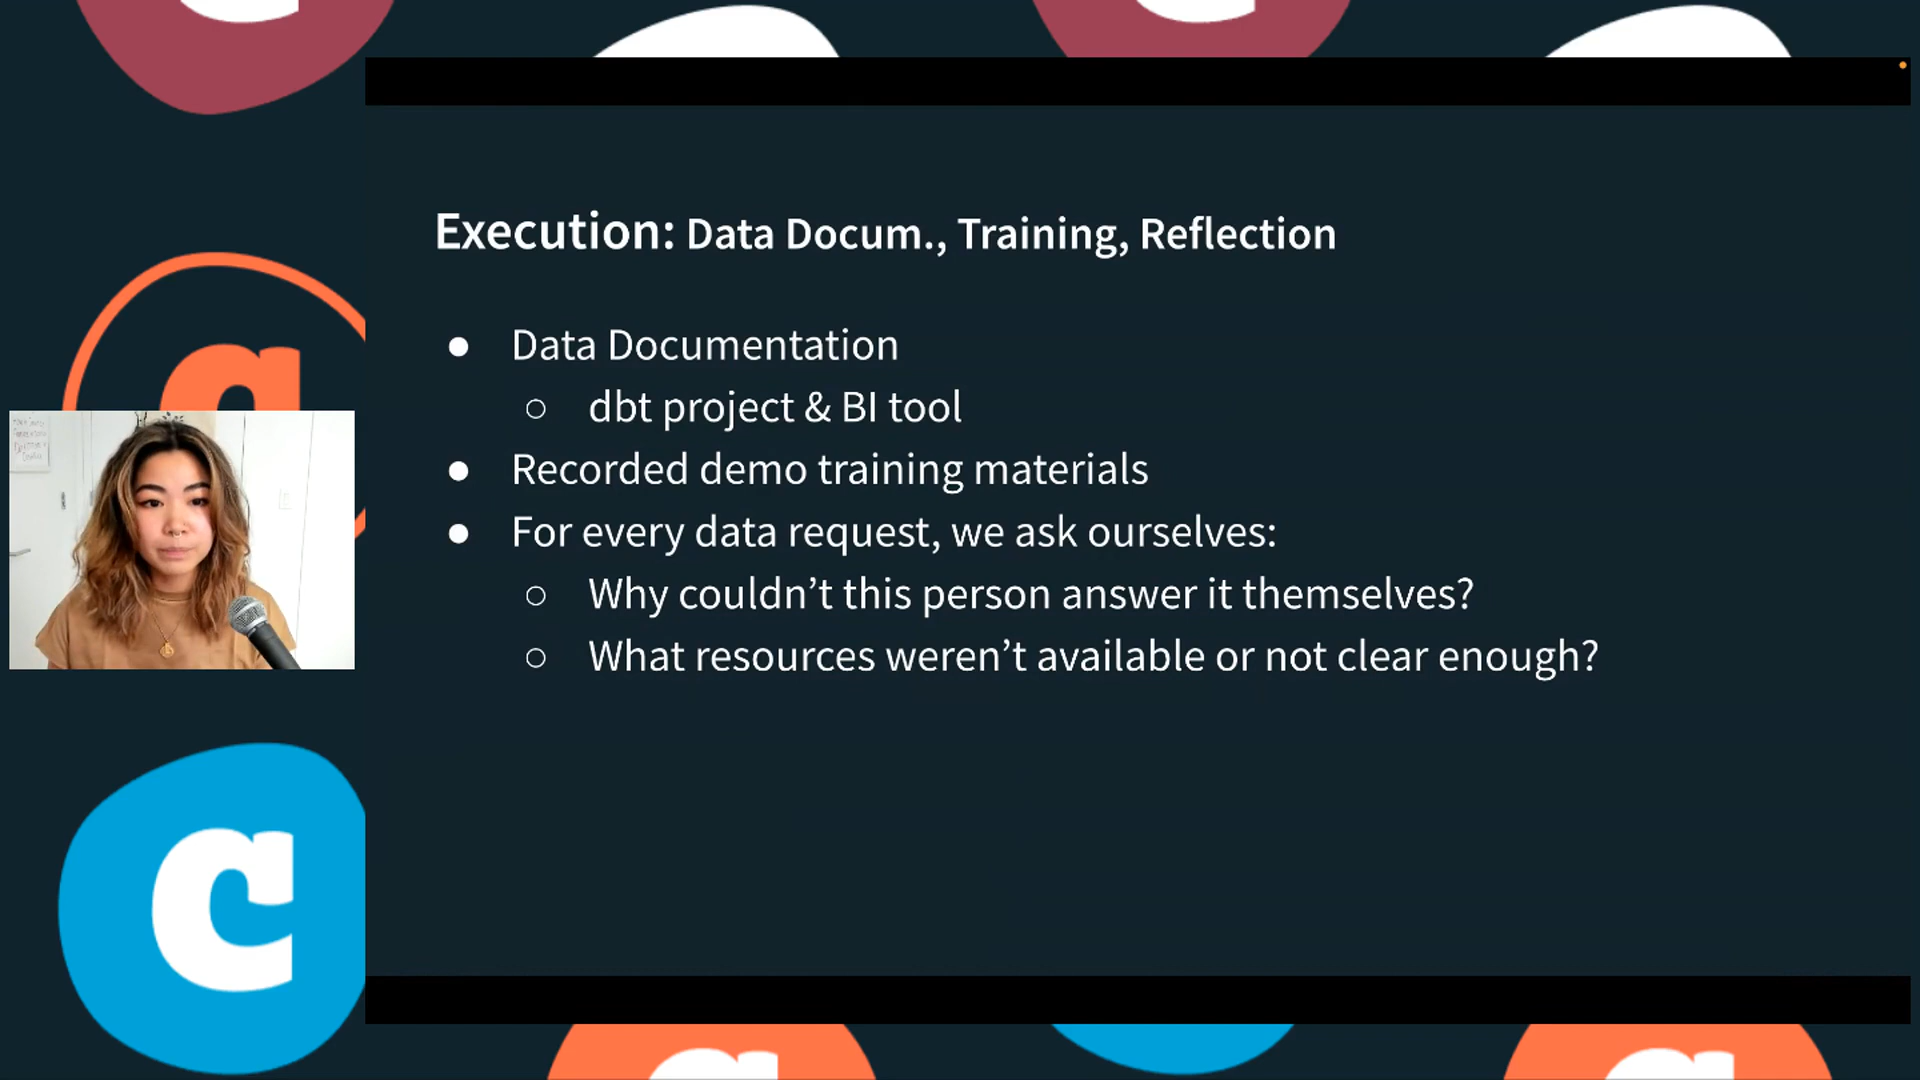 Execution: Data Docum., Training, Reflection
● Data Documentation
○ dbt project & BI tool
● Recorded demo training materials
● For every data request, we ask ourselves:
○ Why couldn’t this person answer it themselves?
○ What resources weren’t available or not clear enough?
a
c